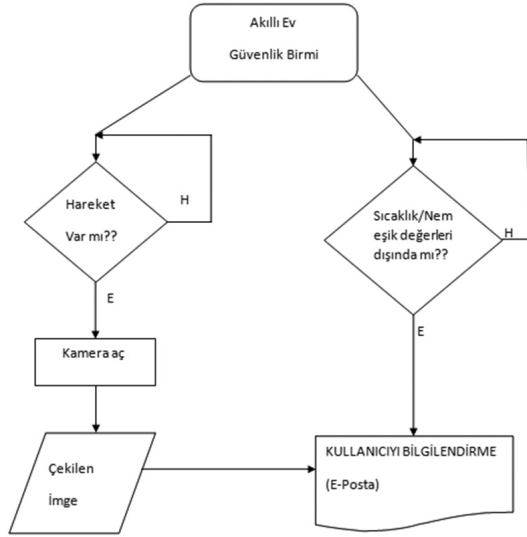 Akıllı Ev
Güvenlik Birmi
Hareket
Var mı??
H
E
Kamera aç
Çekilen
İmge
Sıcaklık/Nem
eşik değerleri
dışında mı??
H
E
KULLANICIYI BİLGİLENDİRME
(E-Posta)